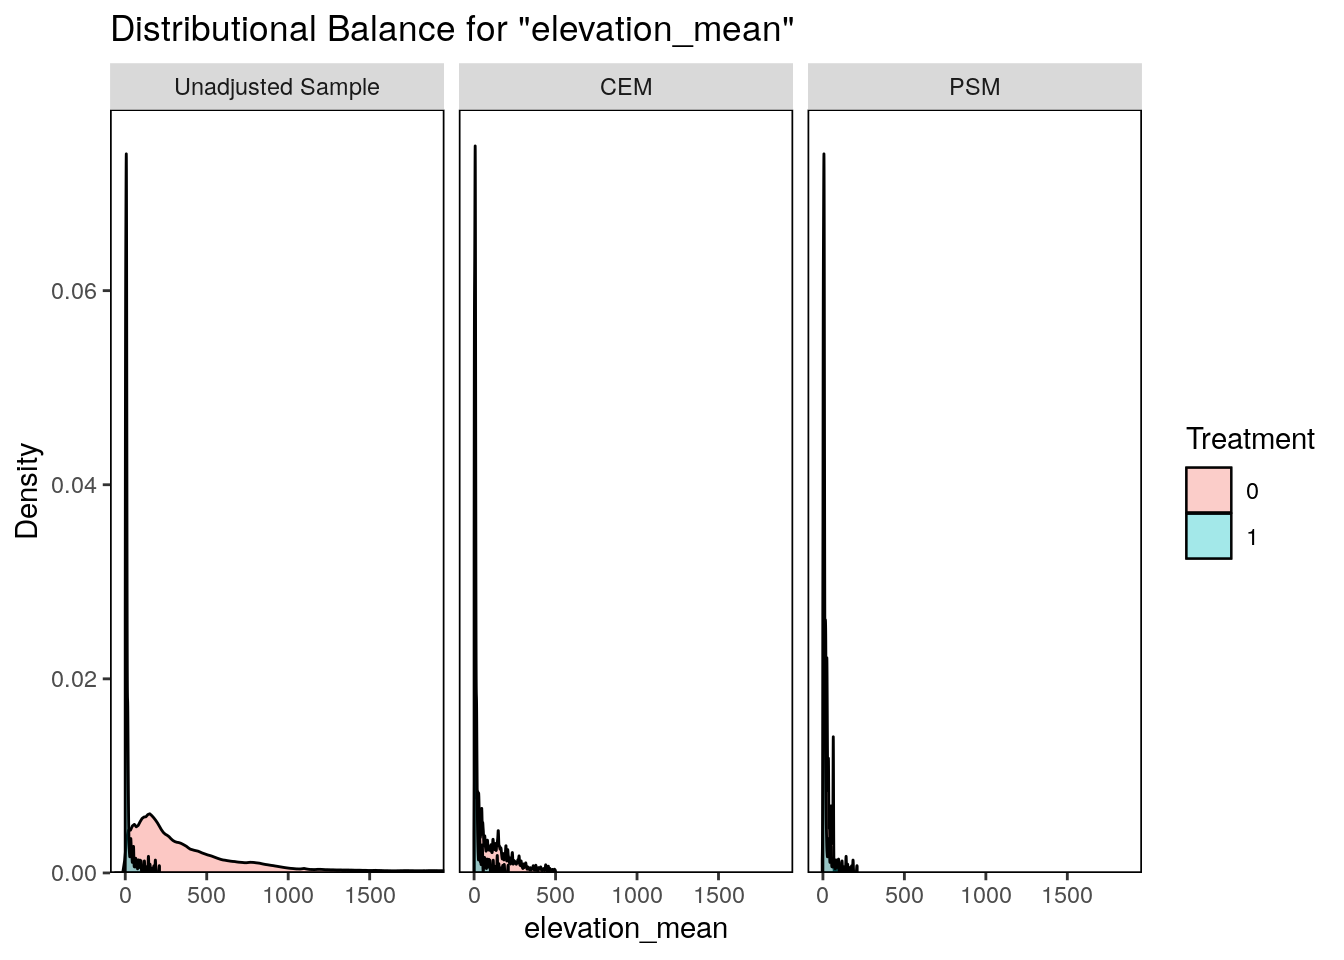 Distributional Balance for "elevation_mean"
Unadjusted Sample
CEM
PSM
Density
0.06
0.04
0.02
0.00
0 500 1000 1500
0 500 1000 1500
0 500 1000 1500
elevation_mean
Treatment
0
1